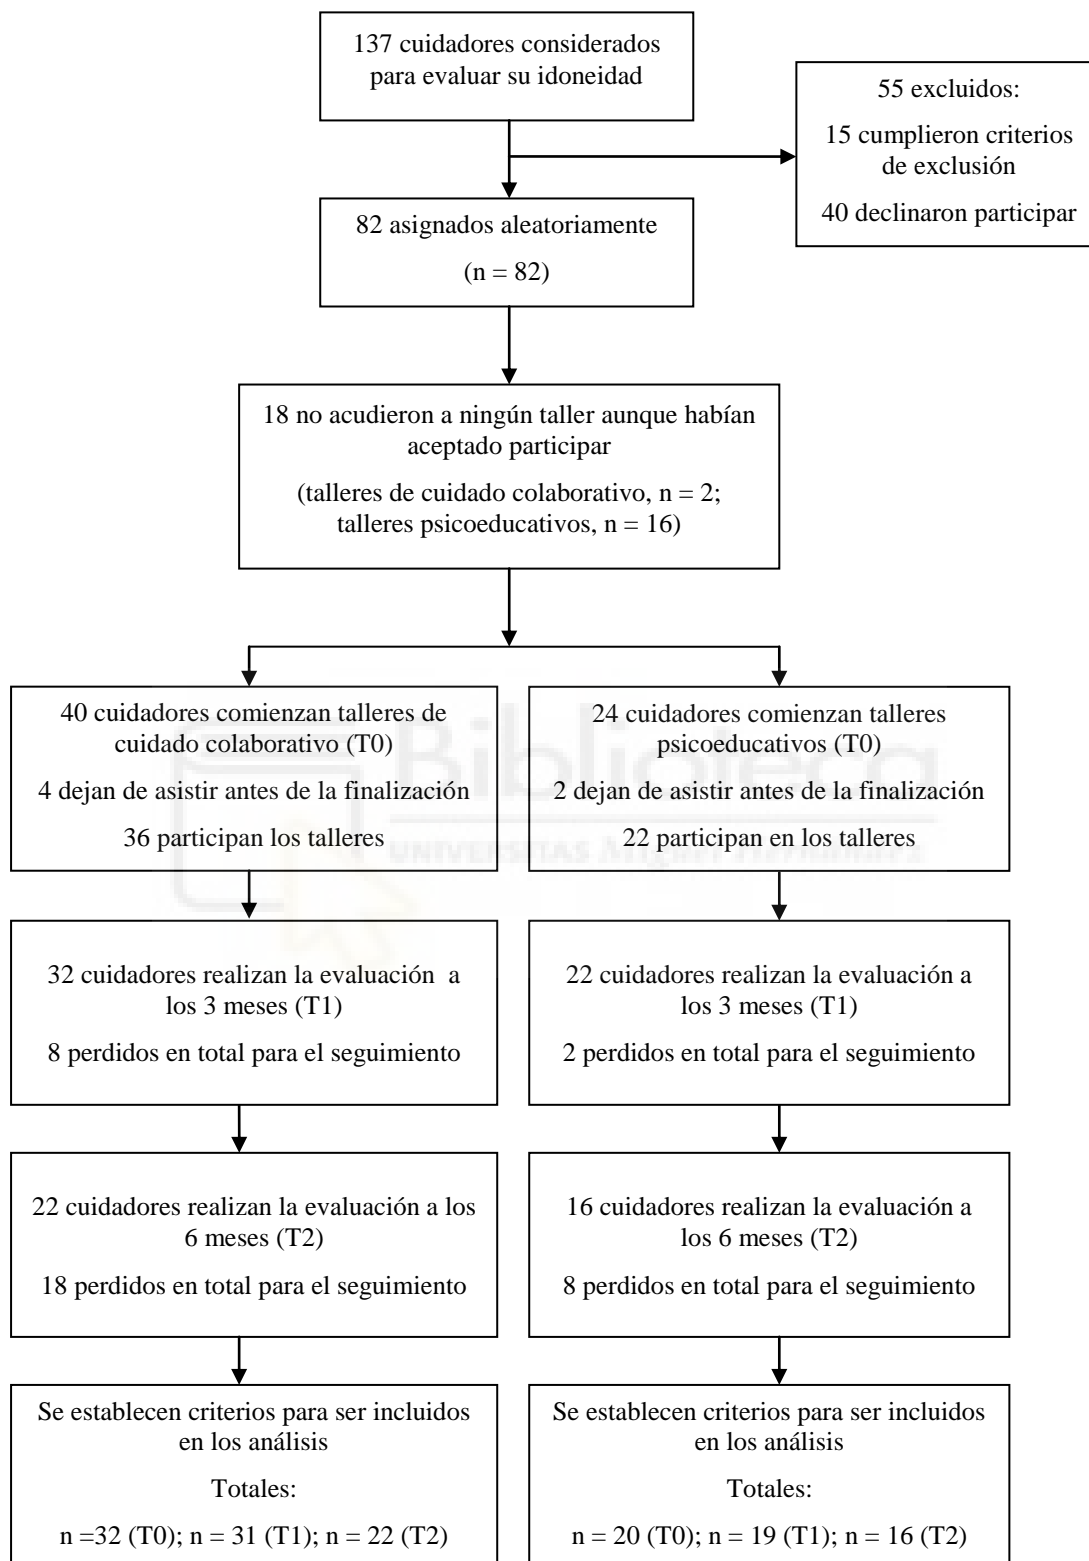 137 cuidadores considerados
para evaluar su idoneidad
55 excluidos:
15 cumplieron criterios
de exclusión
40 declinaron participar
82 asignados aleatoriamente
(n = 82)
18 no acudieron a ningún taller aunque habían
aceptado participar
(talleres de cuidado colaborativo, n = 2;
talleres psicoeducativos, n = 16)
40 cuidadores comienzan talleres de
cuidado colaborativo (T0)
4 dejan de asistir antes de la finalización
36 participan los talleres
24 cuidadores comienzan talleres
psicoeducativos (T0)
2 dejan de asistir antes de la finalización
22 participan en los talleres
Biblioteca
UNIVERSITAS Miguel Hernández
32 cuidadores realizan la evaluación a
los 3 meses (T1)
8 perdidos en total para el seguimiento
22 cuidadores realizan la evaluación a
los 3 meses (T1)
2 perdidos en total para el seguimiento
22 cuidadores realizan la evaluación a los
6 meses (T2)
18 perdidos en total para el seguimiento
16 cuidadores realizan la evaluación a
los 6 meses (T2)
8 perdidos en total para el seguimiento
Se establecen criterios para ser incluidos
en los análisis
Totales:
n =32 (T0); n = 31 (T1); n = 22 (T2)
Se establecen criterios para ser incluidos
en los análisis
Totales:
n = 20 (T0); n = 19 (T1); n = 16 (T2)